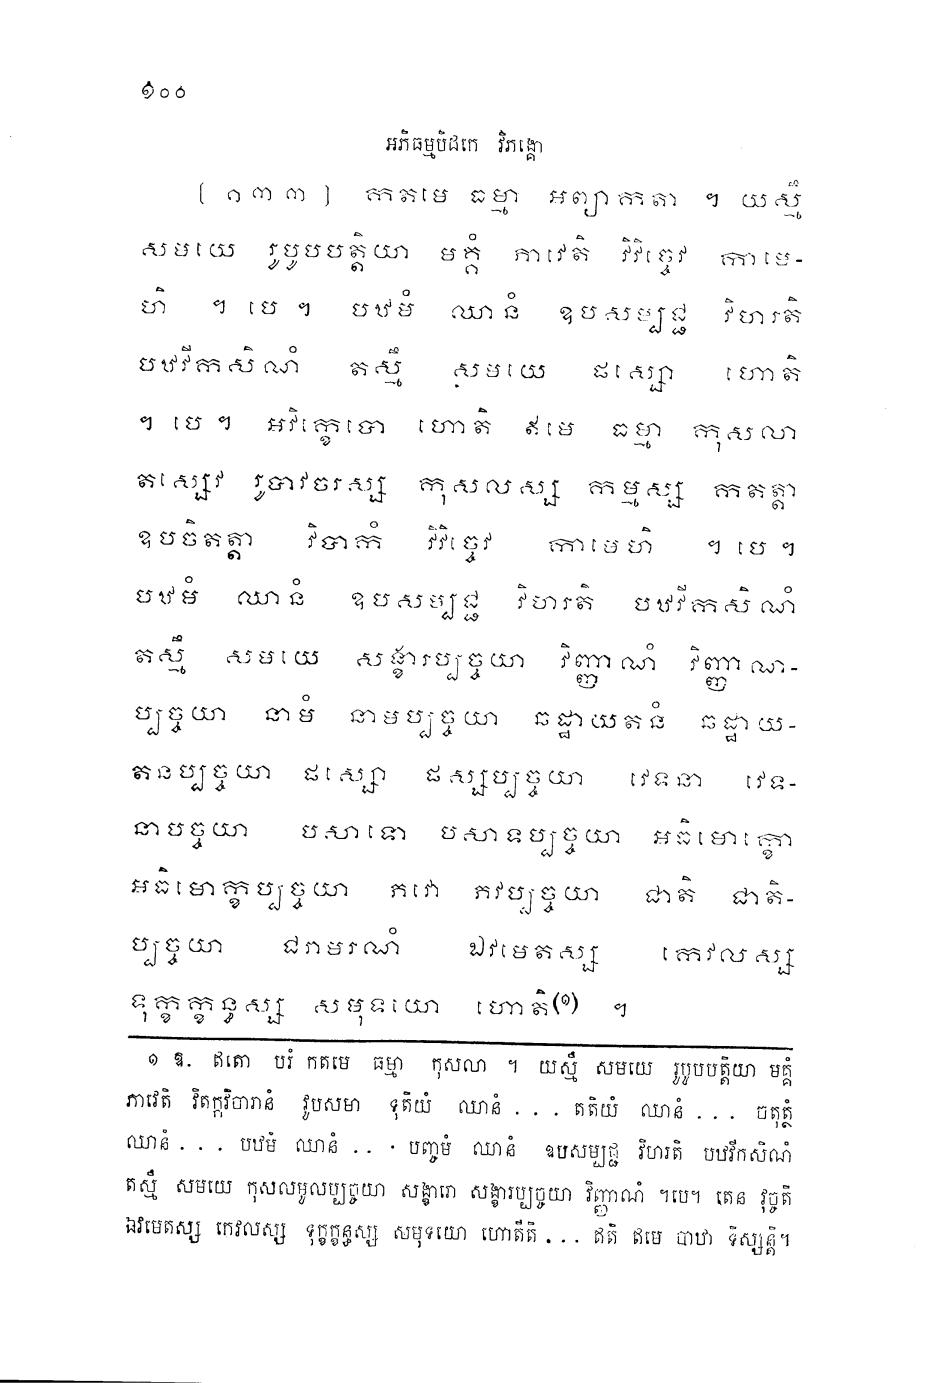 ១០០
អភិធម្មបិដកេ វិភង្គោ
[ ១៣៣ ] កតមេ ធម្មា អព្យាកតា ។ យស្មឹ
សមយេ រូបូបបត្តិយា មគ្គំ ភាវេតិ វិវិច្ចេវ កាមេ-
ហិ ។ បេ ។ បឋមំ ឈានំ ឧបសម្បជ្ជ វិហរតិ
បឋវីកសិណំ តស្មឹ សមយេ ផស្សោ ហោតិ
។ បេ ។ អវិក្ខេបោ ហោតិ ឥមេ ធម្មា កុសលា
តស្សេវ រូបាវចរស្ស កុសលស្ស កម្មស្ស កតត្តា
ឧបចិតត្តា វិបាកំ វិវិច្ចេវ កាមេហិ ។ បេ ។
បឋមំ ឈានំ ឧបសម្បជ្ជ វិហរតិ បឋវីកសិណំ
តស្មឹ សមយេ សង្ខារប្បច្ចយា វិញ្ញាណំ វិញ្ញាណ-
ប្បច្ចយា នាមំ នាមប្បច្ចយា ឆដ្ឋាយតនំ ឆដ្ឋាយ-
តនប្បច្ចយា ផស្សោ ផស្សប្បច្ចយា វេទនា វេទ-
នាបច្ចយា បសាទោ បសាទប្បច្ចយា អធិមោក្ខោ
អធិមោក្ខប្បច្ចយា ភវោ ភវប្បច្ចយា ជាតិ ជាតិ-
ប្បច្ចយា ជរាមរណំ ឯវមេតស្ស កេវលស្ស
ទុក្ខក្ខន្ធស្ស សមុទយោ ហោតិ(១) ។
១ ឱ. ឥតោ បរំ កតមេ ធម្មា កុសលា ។ យស្មឹ សមយេ រូបូបបត្តិយា មគ្គំ
ភាវេតិ វិតក្កវិចារានំ វូបសមា ទុតិយំ ឈានំ . . . តតិយំ ឈានំ . . . ចតុត្ថំ
ឈានំ . . . បឋមំ ឈានំ . . . បញ្ចមំ ឈានំ ឧបសម្បជ្ជ វិហរតិ បឋវីកសិណំ
តស្មឹ សមយេ កុសលមូលប្បច្ចយា សង្ខារោ សង្ខារប្បច្ចយា វិញ្ញាណំ ។បេ។ តេន វុច្ចតិ
ឯវមេតស្ស កេវលស្ស ទុក្ខក្ខន្ធស្ស សមុទយោ ហោតីតិ . . . ឥតិ ឥមេ បាឋា ទិស្សន្តិ។